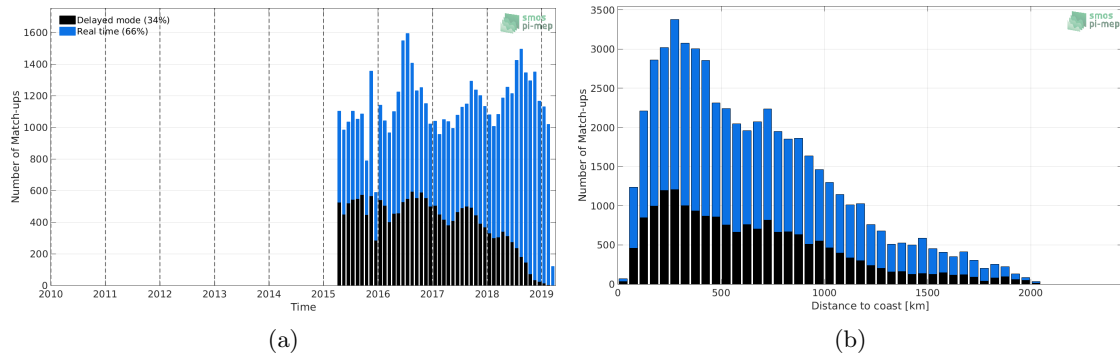 Delayed mode (34%)
Real time (66%)
smos
pi-mep
Number of Match-ups
1600
1400
1200
1000
800
600
400
200
0
2010 2011 2012 2013 2014 2015 2016 2017 2018 2019
Time
(a)
smos
pi-mep
Number of Match-ups
3500
3000
2500
2000
1500
1000
500
0
0 500 1000 1500 2000
Distance to coast [km]
(b)